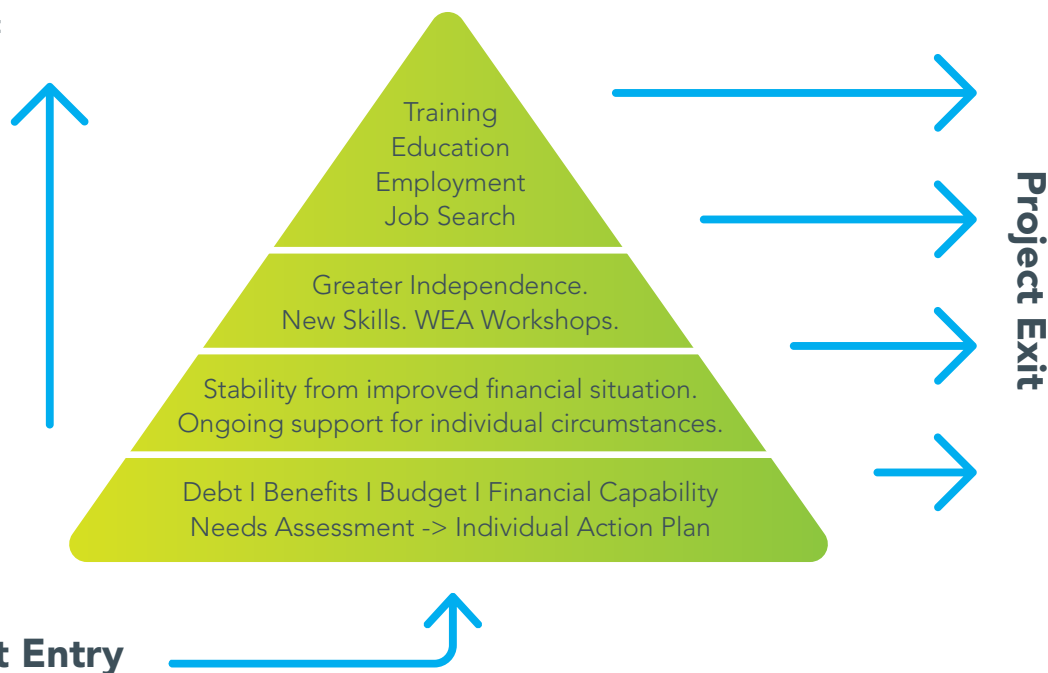 Training
Education
Employment
Job Search
Greater Independence.
New Skills. WEA Workshops.
Stability from improved financial situation.
Ongoing support for individual circumstances.
Debt I Benefits I Budget I Financial Capability
Needs Assessment -> Individual Action Plan
Project Exit
t Entry